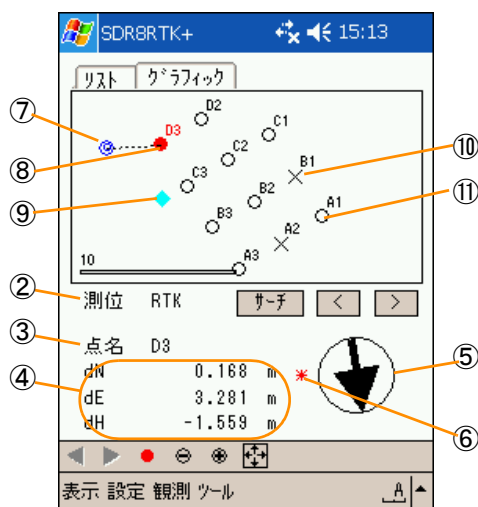 SDR8RTK+ 15:13
リスト グラフィック
⑦
D2
D3
C1
⑧
C2
B1
⑩
C3
⑨
B2
A1
⑪
B3
A2
A3
10
②
測位 RTK サーチ < >
③
点名 D3
④
⑤
dN 0.168 m
dE 3.281 m
dH -1.559 m
⑥
表示 設定 観測 ツール A